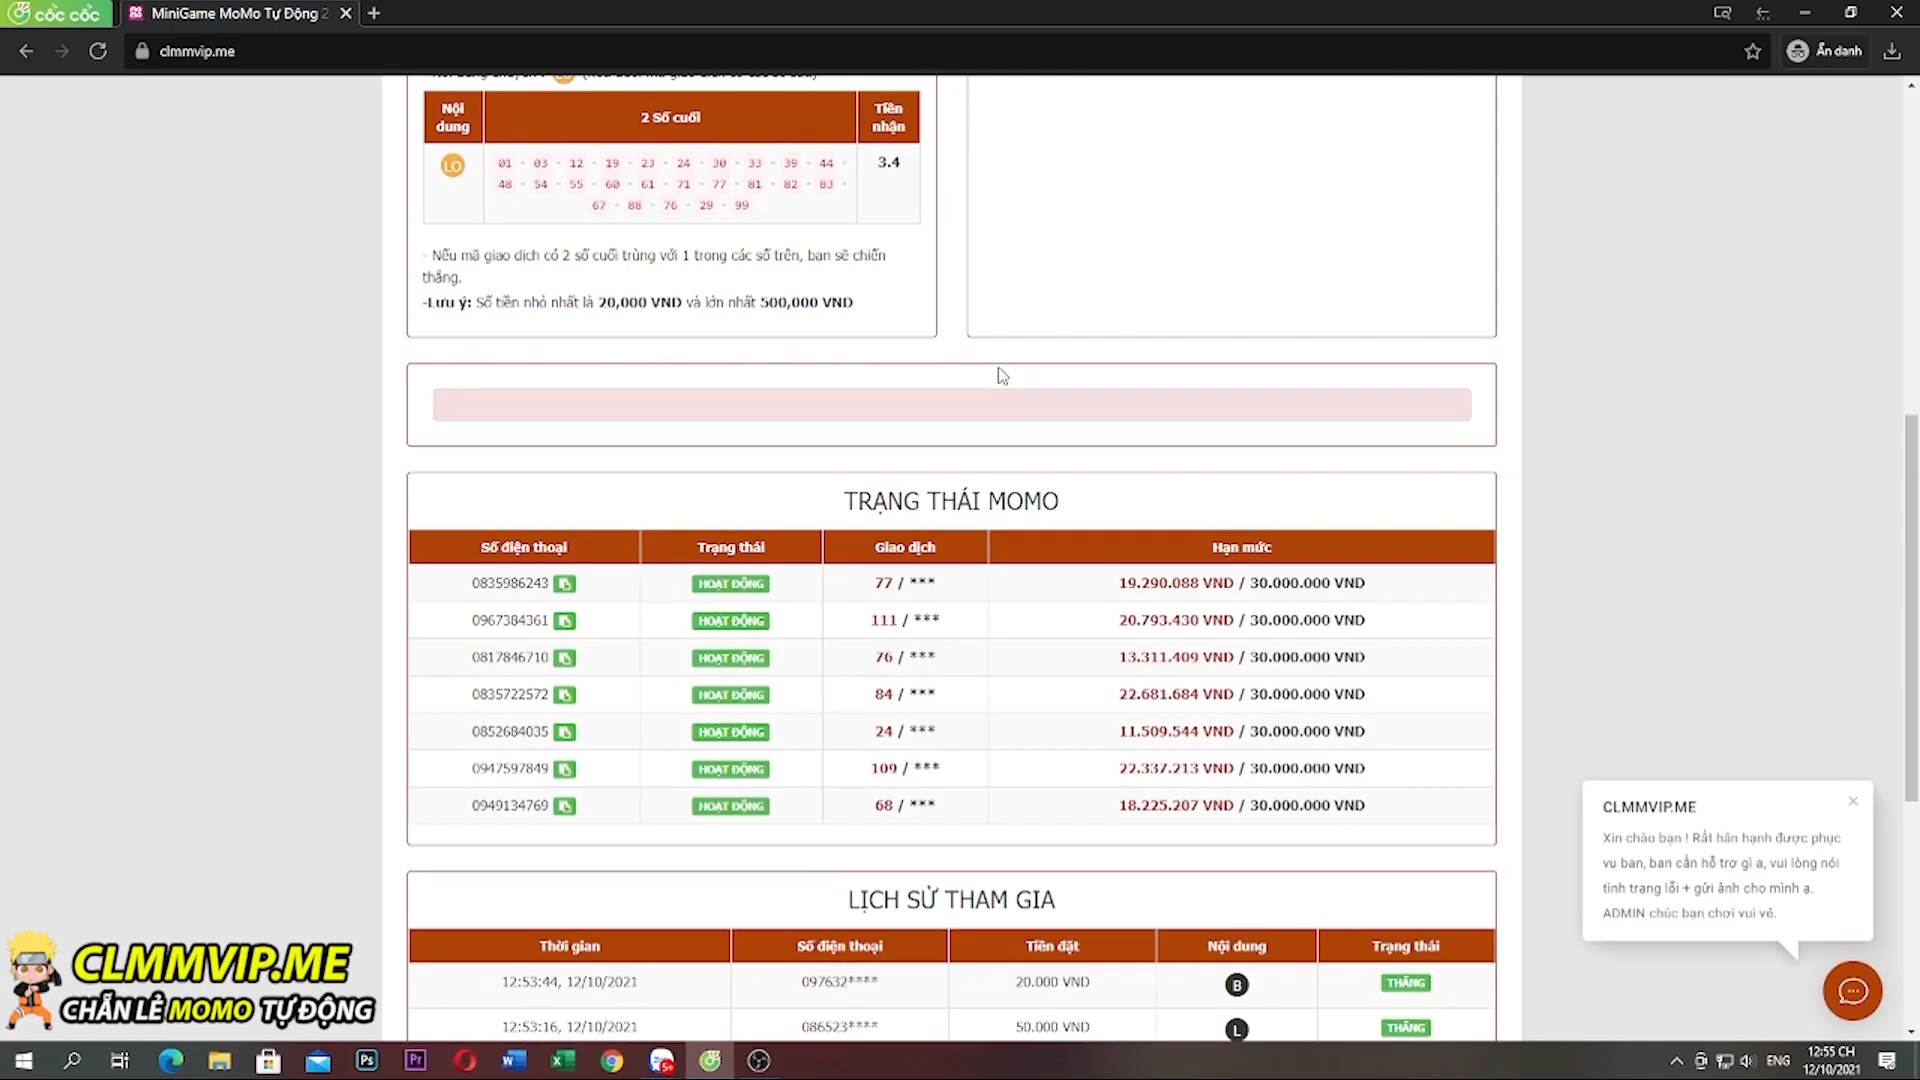 cốc cốc
MiniGame MoMo Tự Động 2
clmmvip.me
Ẩn danh
Nội dung
2 Số cuối
Tiền nhận
LO
01 - 03 - 12 - 19 - 23 - 24 - 30 - 33 - 39 - 44 -
48 - 54 - 55 - 60 - 61 - 71 - 77 - 81 - 82 - 83 -
67 - 88 - 76 - 29 - 99
3.4
- Nếu mã giao dịch có 2 số cuối trùng với 1 trong các số trên, bạn sẽ chiến
thắng.
-Lưu ý: Số tiền nhỏ nhất là 20,000 VND và lớn nhất 500,000 VND
TRẠNG THÁI MOMO
Số điện thoại Trạng thái Giao dịch Hạn mức
0835986243 HOẠT ĐỘNG 77 / *** 19.290.088 VND / 30.000.000 VND
0967384361 HOẠT ĐỘNG 111 / *** 20.793.430 VND / 30.000.000 VND
0817846710 HOẠT ĐỘNG 76 / *** 13.311.409 VND / 30.000.000 VND
0835722572 HOẠT ĐỘNG 84 / *** 22.681.684 VND / 30.000.000 VND
0852684035 HOẠT ĐỘNG 24 / *** 11.509.544 VND / 30.000.000 VND
0947597849 HOẠT ĐỘNG 109 / *** 22.337.213 VND / 30.000.000 VND
0949134769 HOẠT ĐỘNG 68 / *** 18.225.207 VND / 30.000.000 VND
LỊCH SỬ THAM GIA
Thời gian Số điện thoại Tiền đặt Nội dung Trạng thái
12:53:44, 12/10/2021 097632**** 20.000 VND B THẮNG
12:53:16, 12/10/2021 086523**** 50.000 VND L THẮNG
CLMMVIP.ME
Xin chào bạn ! Rất hân hạnh được phục
vụ bạn, bạn cần hỗ trợ gì ạ, vui lòng nói
tình trạng lỗi + gửi ảnh cho mình ạ.
ADMIN chúc bạn chơi vui vẻ.
CLMMVIP.ME
CHẴN LẺ MOMO TỰ ĐỘNG
Ps
Pr
5+
ENG
12:55 CH
12/10/2021